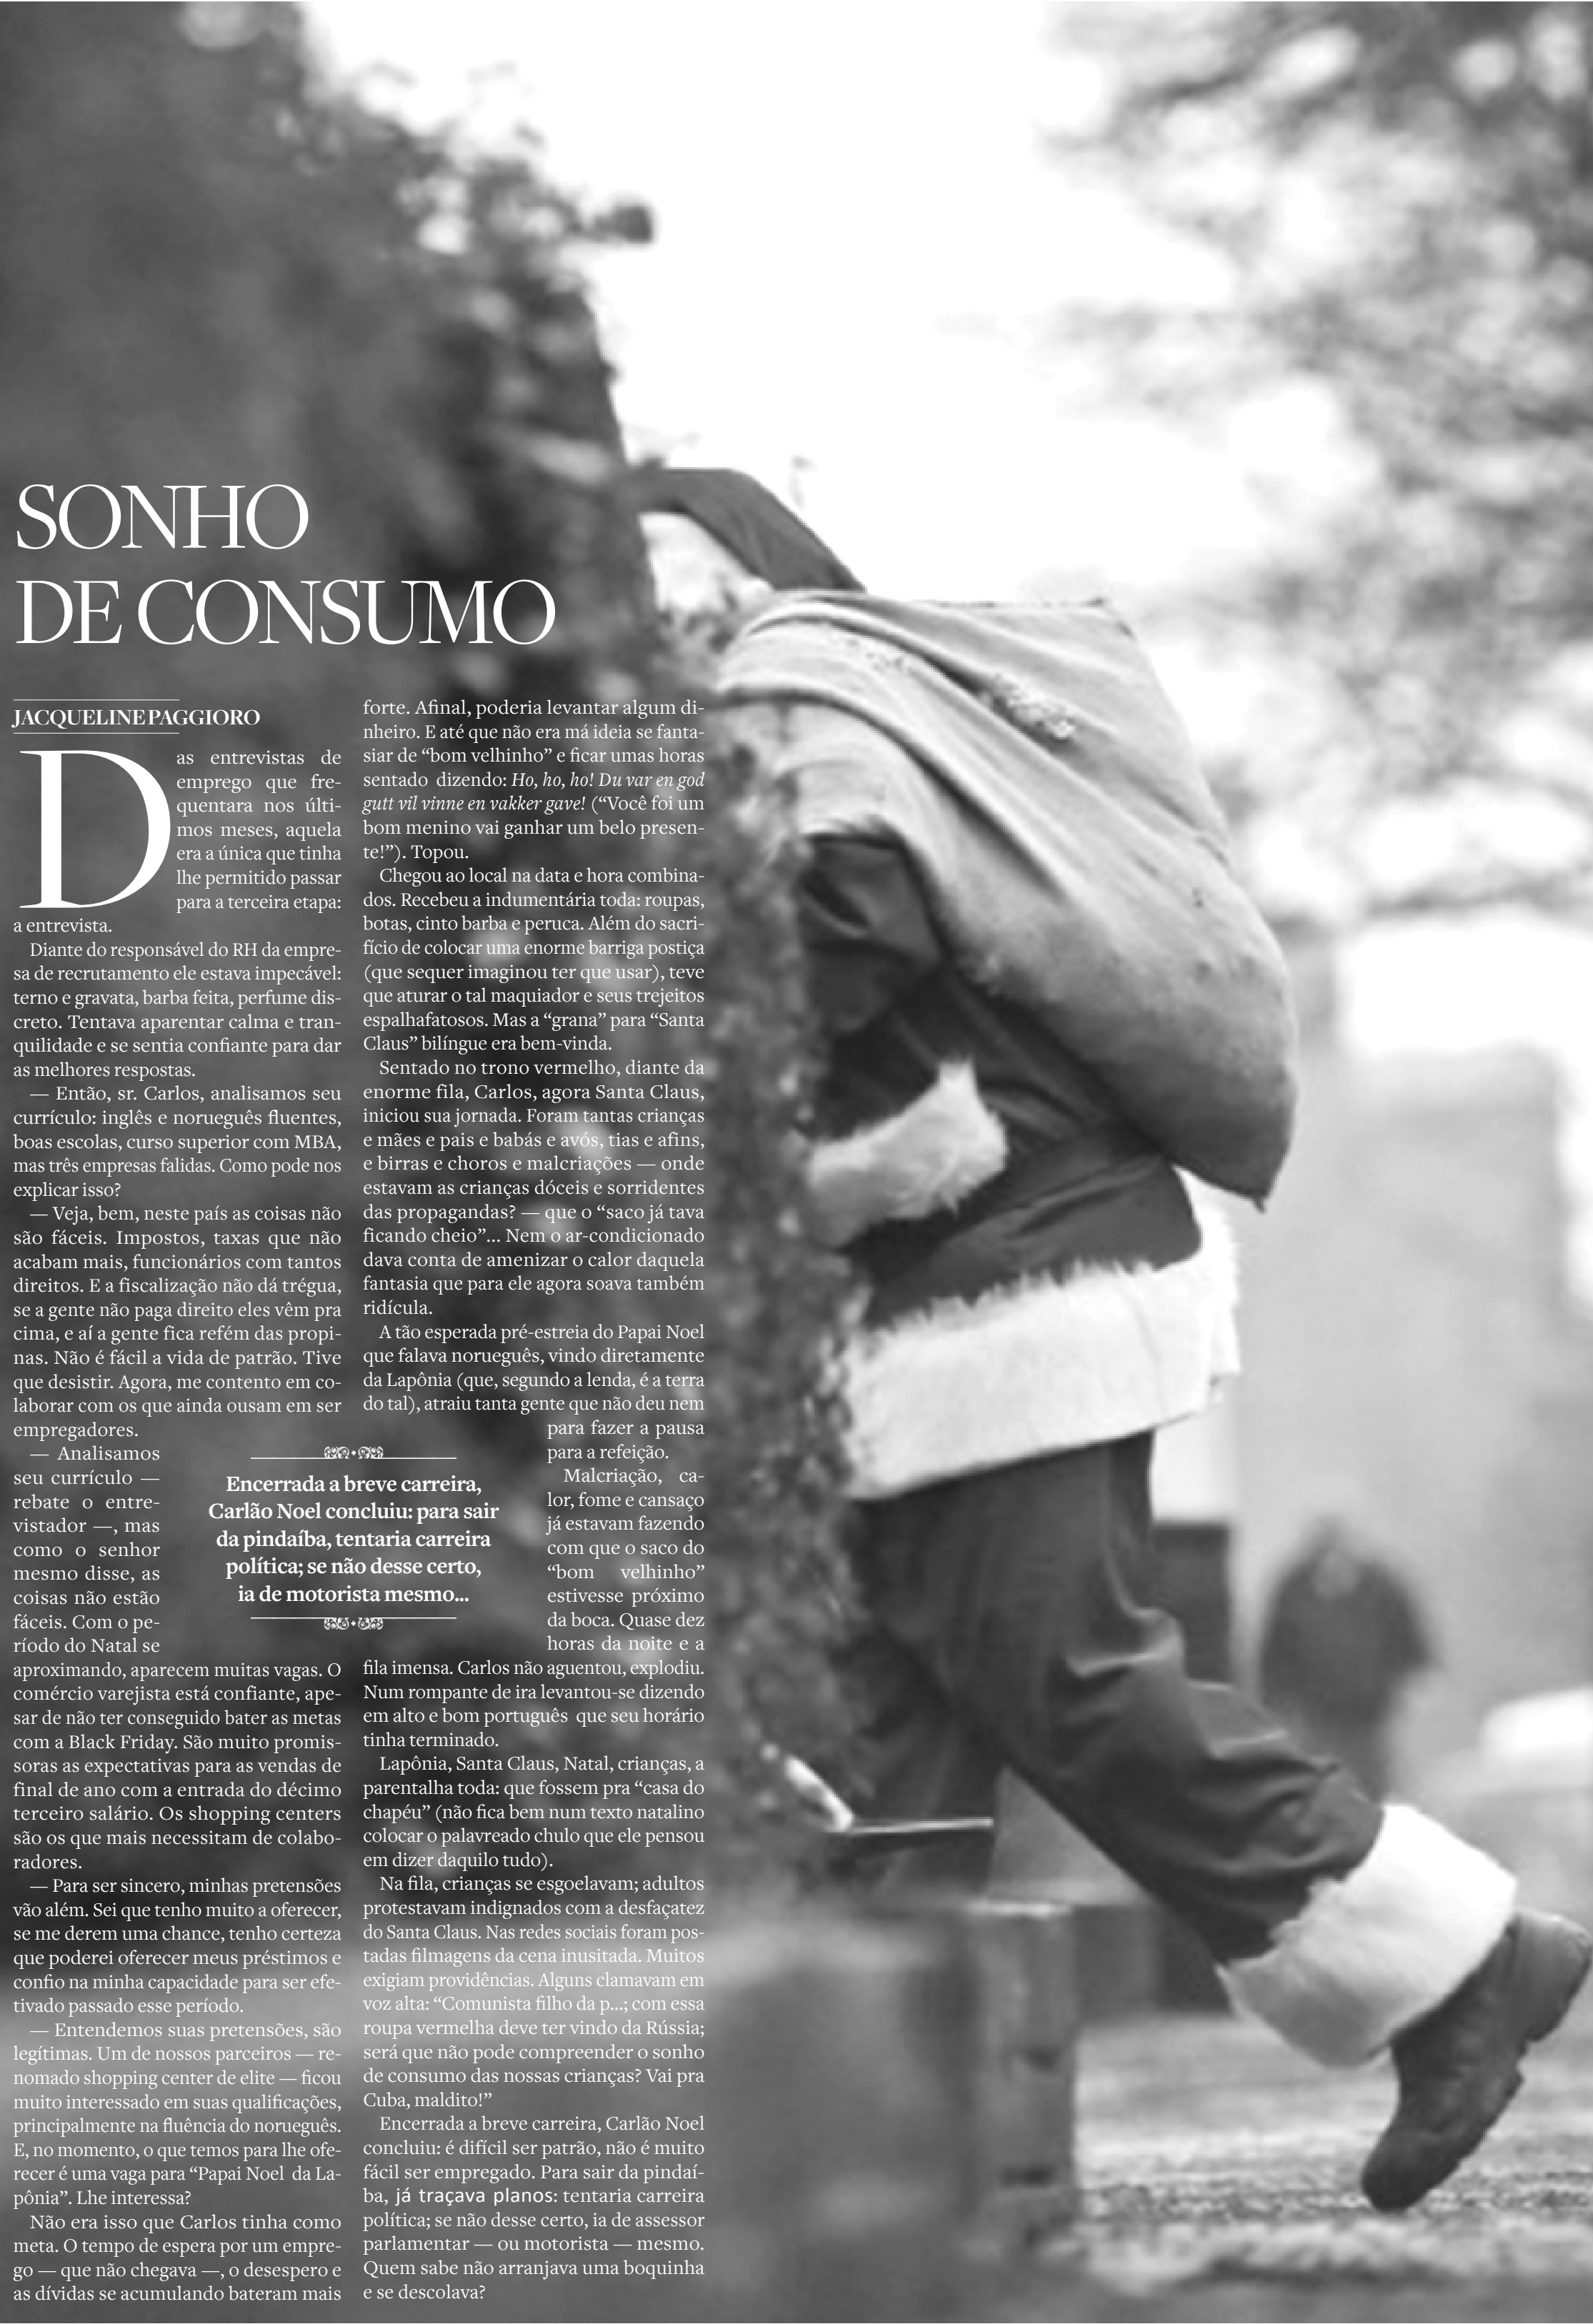 SONHO
DE CONSUMO
JACQUELINE PAGGIORO
Das entrevistas de
emprego que fre-
quentara nos últi-
mos meses, aquela
era a única que tinha
lhe permitido passar
para a terceira etapa:
a entrevista.
Diante do responsável do RH da empre-
sa de recrutamento ele estava impecável:
terno e gravata, barba feita, perfume dis-
creto. Tentava aparentar calma e tran-
quilidade e se sentia confiante para dar
as melhores respostas.
— Então, sr. Carlos, analisamos seu
currículo: inglês e norueguês fluentes,
boas escolas, curso superior com MBA,
mas três empresas falidas. Como pode nos
explicar isso?
— Veja, bem, neste país as coisas não
são fáceis. Impostos, taxas que não
acabam mais, funcionários com tantos
direitos. E a fiscalização não dá trégua,
se a gente não paga direito eles vêm pra
cima, e aí a gente fica refém das propi-
nas. Não é fácil a vida de patrão. Tive
que desistir. Agora, me contento em co-
laborar com os que ainda ousam em ser
empregadores.
— Analisamos
seu currículo —
rebate o entre-
vistador —, mas
como o senhor
mesmo disse, as
coisas não estão
fáceis. Com o pe-
ríodo do Natal se
aproximando, aparecem muitas vagas. O
comércio varejista está confiante, ape-
sar de não ter conseguido bater as metas
com a Black Friday. São muito promis-
soras as expectativas para as vendas de
final de ano com a entrada do décimo
terceiro salário. Os shopping centers
são os que mais necessitam de colabo-
radores.
— Para ser sincero, minhas pretensões
vão além. Sei que tenho muito a oferecer,
se me derem uma chance, tenho certeza
que poderei oferecer meus préstimos e
confio na minha capacidade para ser efe-
tivado passado esse período.
— Entendemos suas pretensões, são
legítimas. Um de nossos parceiros — re-
nomado shopping center de elite — ficou
muito interessado em suas qualificações,
principalmente na fluência do norueguês.
E, no momento, o que temos para lhe ofe-
recer é uma vaga para “Papai Noel da La-
pônia”. Lhe interessa?
Não era isso que Carlos tinha como
meta. O tempo de espera por um empre-
go — que não chegava —, o desespero e
as dívidas se acumulando bateram mais
forte. Afinal, poderia levantar algum di-
nheiro. E até que não era má ideia se fanta-
siar de “bom velhinho” e ficar umas horas
sentado dizendo: Ho, ho, ho! Du var en god
gutt vil vinne en vakker gave! (“Você foi um
bom menino vai ganhar um belo presen-
te!”). Topou.
Chegou ao local na data e hora combina-
dos. Recebeu a indumentária toda: roupas,
botas, cinto barba e peruca. Além do sacri-
fício de colocar uma enorme barriga postiça
(que sequer imaginou ter que usar), teve
que aturar o tal maquiador e seus trejeitos
espalhafatosos. Mas a “grana” para “Santa
Claus” bilíngue era bem-vinda.
Sentado no trono vermelho, diante da
enorme fila, Carlos, agora Santa Claus,
iniciou sua jornada. Foram tantas crianças
e mães e pais e babás e avós, tias e afins,
e birras e choros e malcriações — onde
estavam as crianças dóceis e sorridentes
das propagandas? — que o “saco já tava
ficando cheio”... Nem o ar-condicionado
dava conta de amenizar o calor daquela
fantasia que para ele agora soava também
ridícula.
A tão esperada pré-estreia do Papai Noel
que falava norueguês, vindo diretamente
da Lapônia (que, segundo a lenda, é a terra
do tal), atraiu tanta gente que não deu nem
para fazer a pausa
para a refeição.
Malcriação, ca-
lor, fome e cansaço
já estavam fazendo
com que o saco do
“bom velhinho”
estivesse próximo
da boca. Quase dez
horas da noite e a
fila imensa. Carlos não aguentou, explodiu.
Num rompante de ira levantou-se dizendo
em alto e bom português que seu horário
tinha terminado.
Lapônia, Santa Claus, Natal, crianças, a
parentalha toda: que fossem pra “casa do
chapéu” (não fica bem num texto natalino
colocar o palavreado chulo que ele pensou
em dizer daquilo tudo).
Na fila, crianças se esgoelavam; adultos
protestavam indignados com a desfaçatez
do Santa Claus. Nas redes sociais foram pos-
tadas filmagens da cena inusitada. Muitos
exigiam providências. Alguns clamavam em
voz alta: “Comunista filho da p...; com essa
roupa vermelha deve ter vindo da Rússia;
será que não pode compreender o sonho
de consumo das nossas crianças? Vai pra
Cuba, maldito!”
Encerrada a breve carreira, Carlão Noel
concluiu: é difícil ser patrão, não é muito
fácil ser empregado. Para sair da pindaí-
ba, já traçava planos: tentaria carreira
política; se não desse certo, ia de assessor
parlamentar — ou motorista — mesmo.
Quem sabe não arranjava uma boquinha
e se descolava?
Encerrada a breve carreira,
Carlão Noel concluiu: para sair
da pindaíba, tentaria carreira
política; se não desse certo,
ia de motorista mesmo...